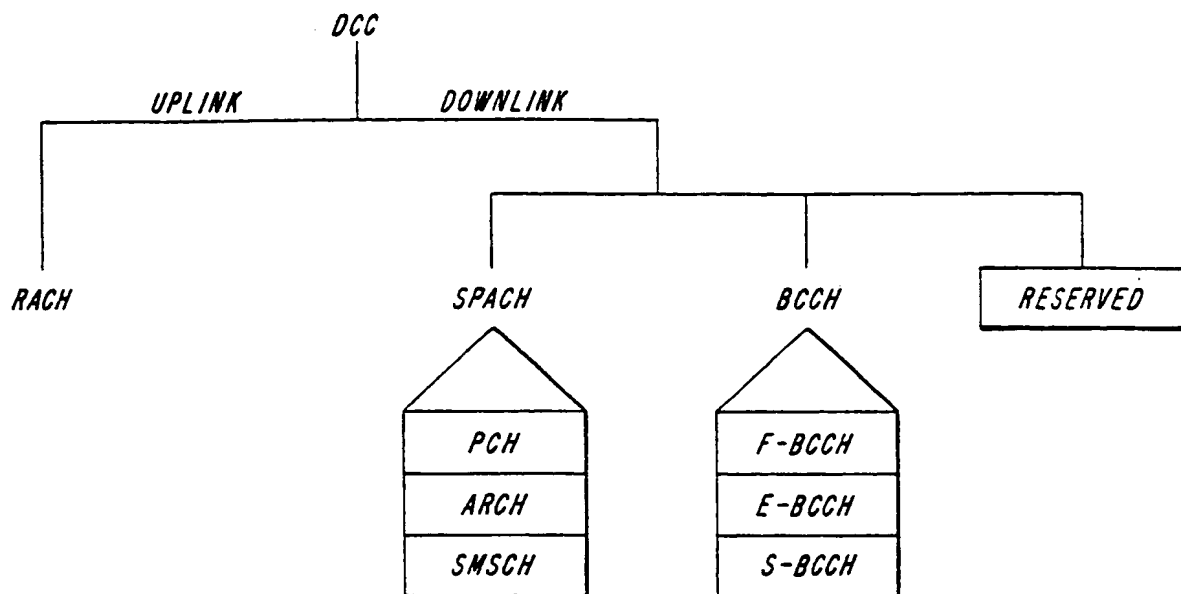 DCC
UPLINK DOWNLINK
RACH SPACH BCCH RESERVED
PCH F-BCCH
ARCH E-BCCH
SMSCH S-BCCH